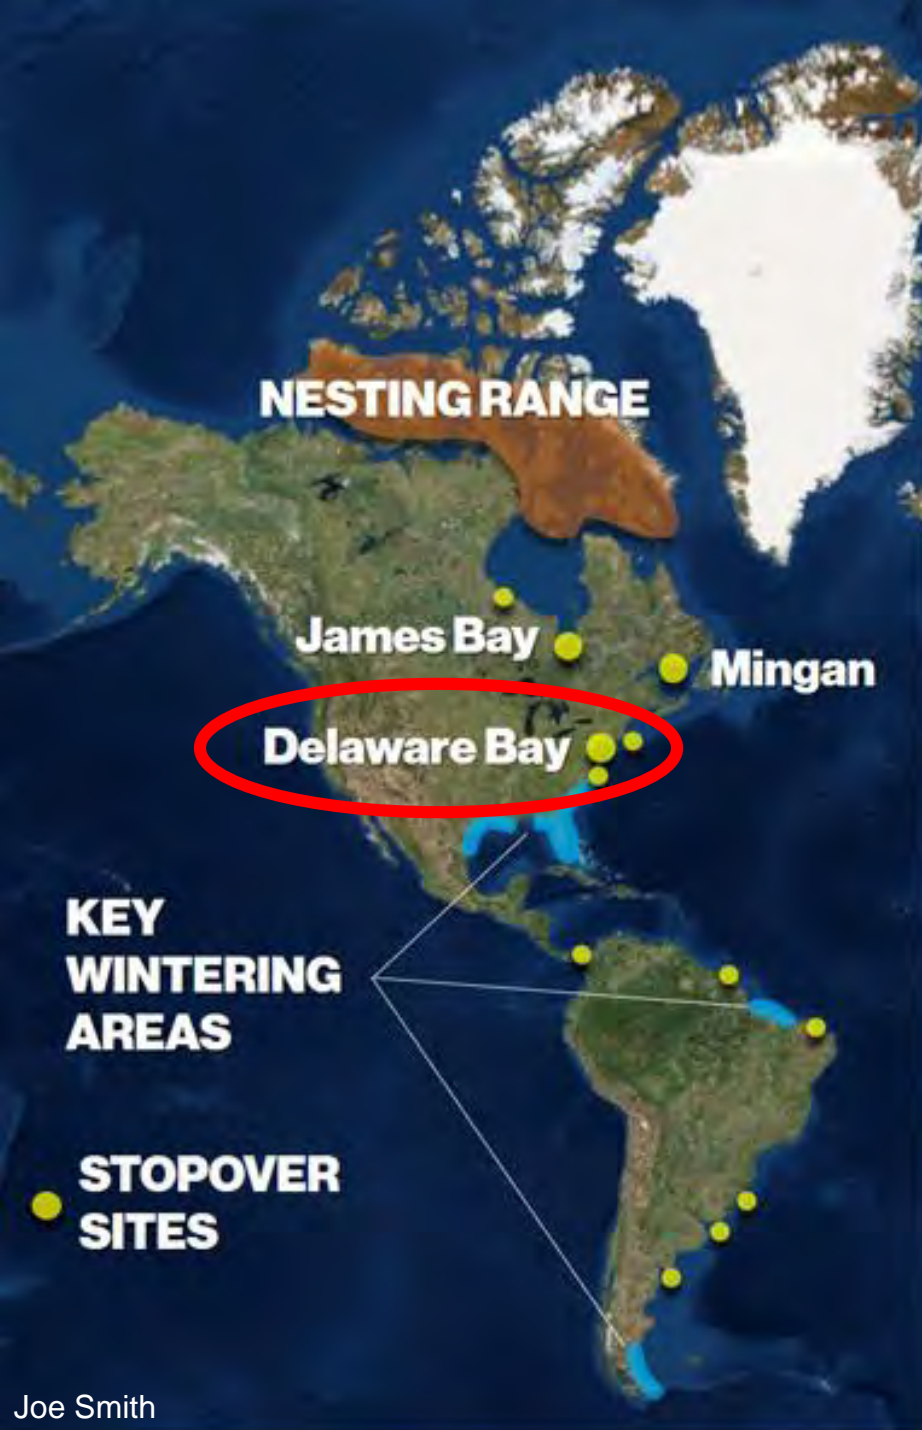 NESTING RANGE
James Bay
Mingan
Delaware Bay
KEY
WINTERING
AREAS
STOPOVER
SITES
Joe Smith